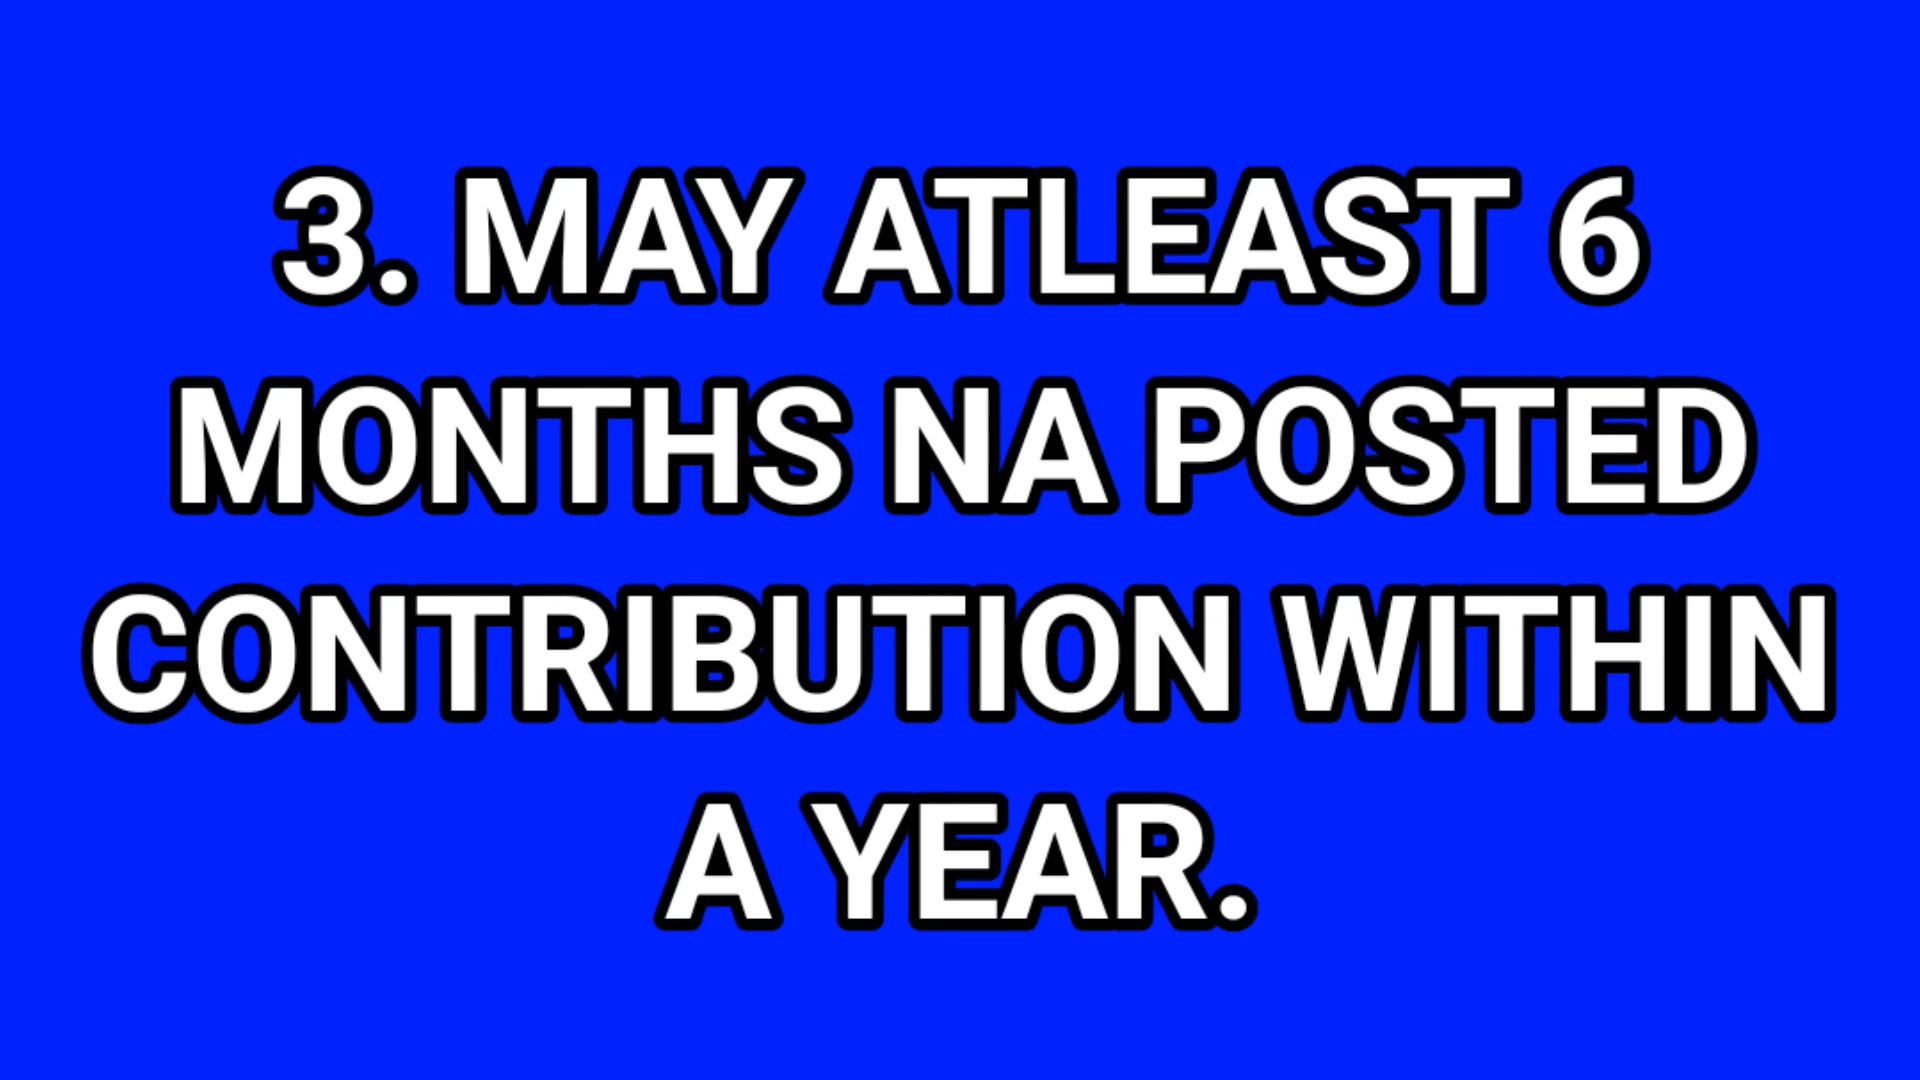 3. MAY ATLEAST 6
MONTHS NA POSTED
CONTRIBUTION WITHIN
A YEAR.